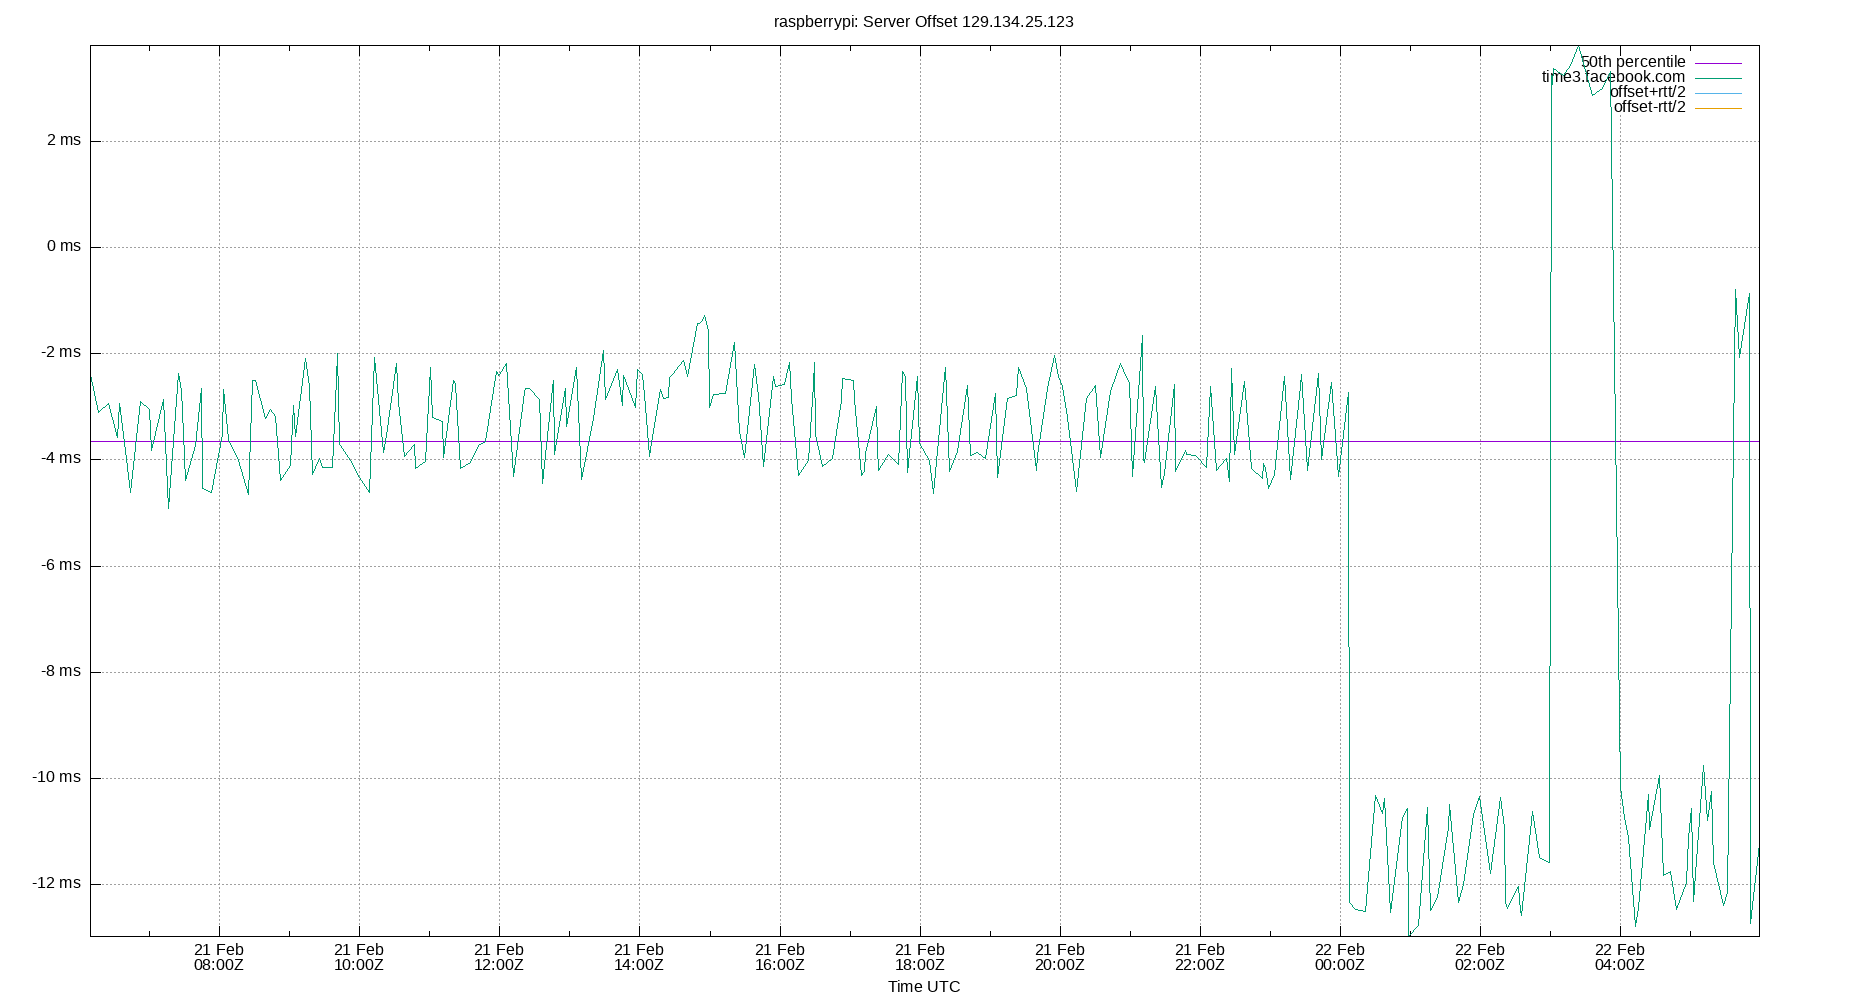 raspberrypi: Server Offset 129.134.25.123
50th percentile
time3.facebook.com
offset+rtt/2
offset-rtt/2
2 ms
0 ms
-2 ms
-4 ms
-6 ms
-8 ms
-10 ms
-12 ms
21 Feb 21 Feb 21 Feb 21 Feb 21 Feb 21 Feb 21 Feb 21 Feb 22 Feb 22 Feb 22 Feb
08:00Z 10:00Z 12:00Z 14:00Z 16:00Z 18:00Z 20:00Z 22:00Z 00:00Z 02:00Z 04:00Z
Time UTC